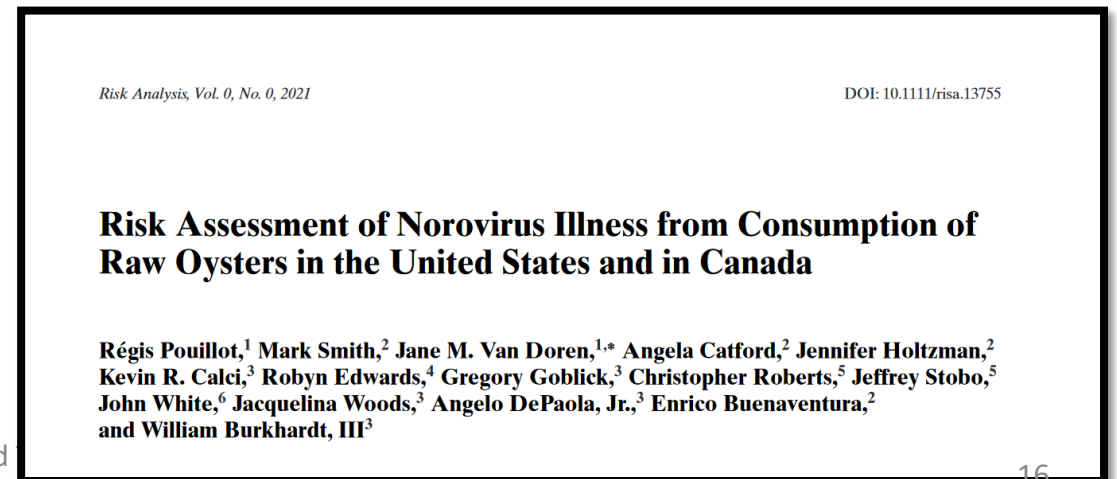 Risk Analysis, Vol. 0, No. 0, 2021 DOI: 10.1111/risa.13755
Risk Assessment of Norovirus Illness from Consumption of
Raw Oysters in the United States and in Canada
Régis Pouillot,¹ Mark Smith,² Jane M. Van Doren,¹,* Angela Catford,² Jennifer Holtzman,²
Kevin R. Calci,³ Robyn Edwards,⁴ Gregory Goblick,³ Christopher Roberts,⁵ Jeffrey Stobo,⁵
John White,⁶ Jacquelina Woods,³ Angelo DePaola, Jr.,³ Enrico Buenaventura,²
and William Burkhardt, III³
16